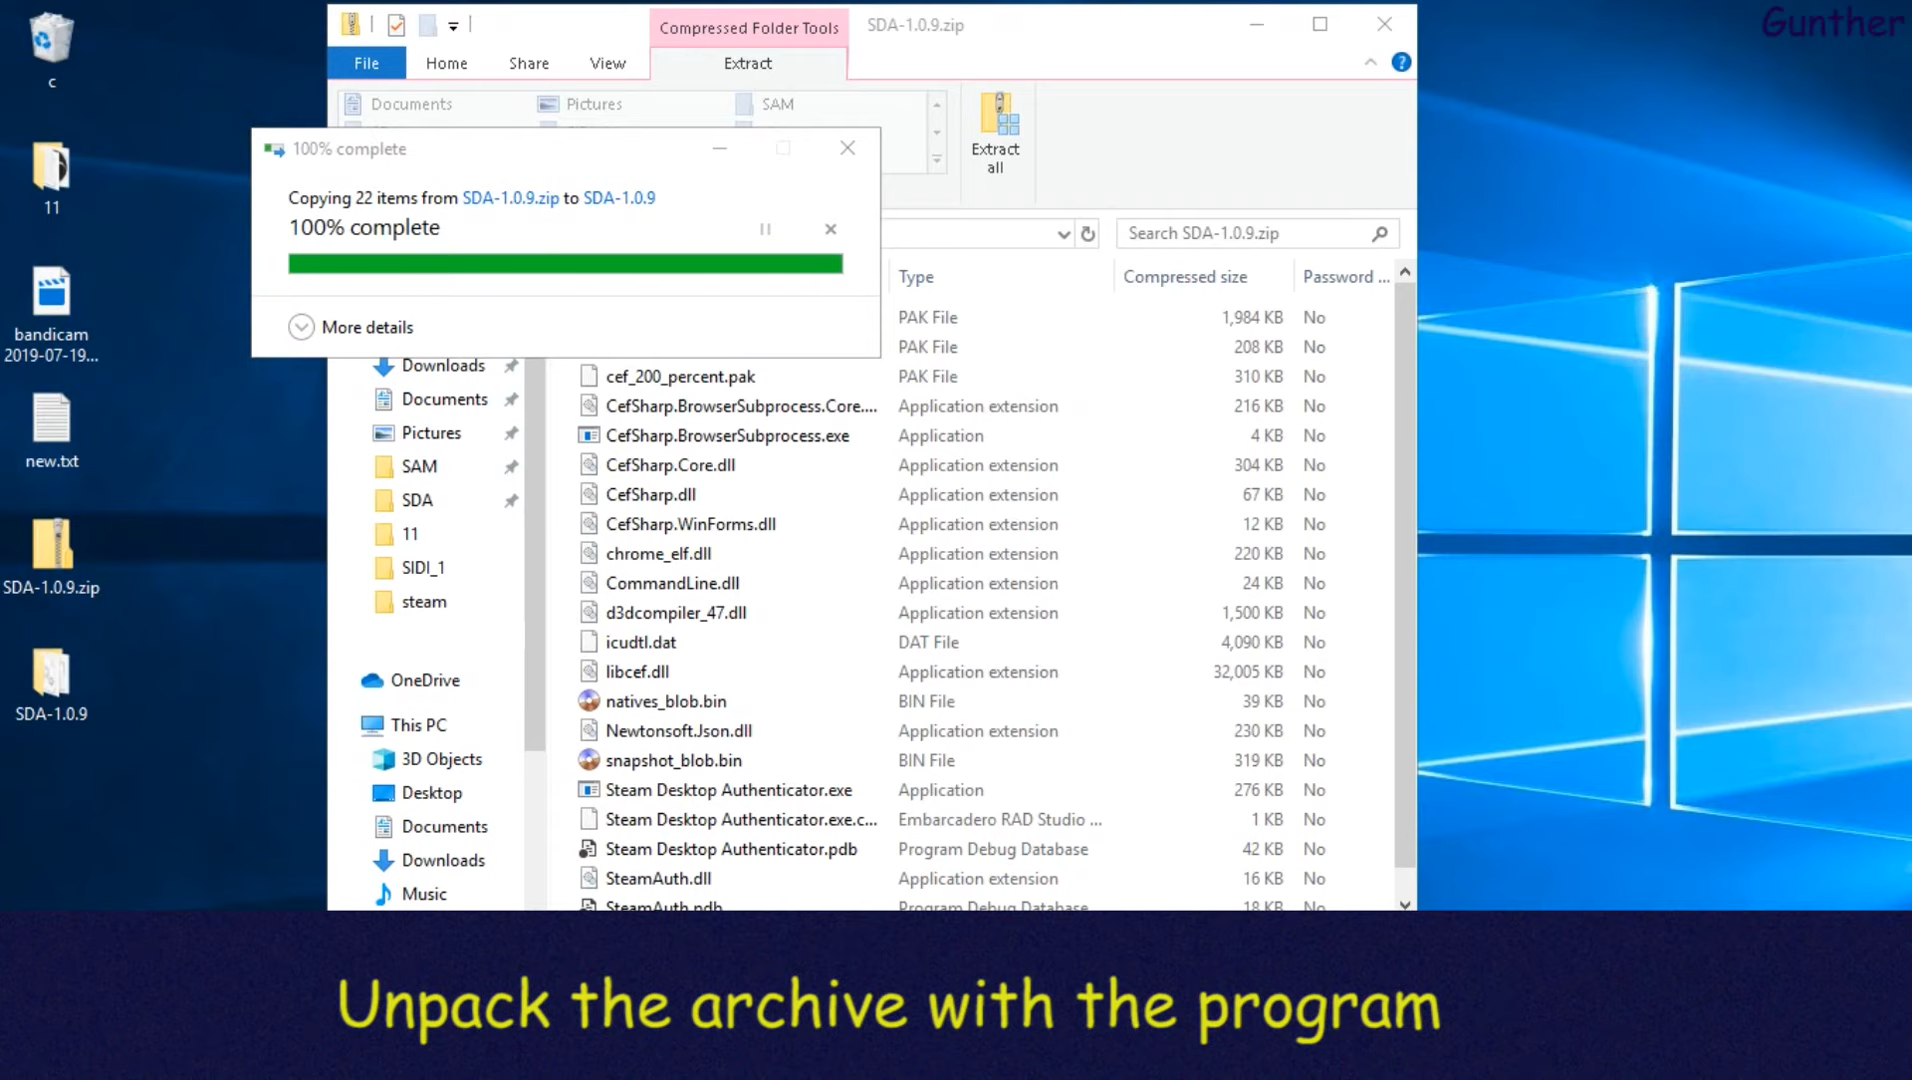 Gunther
Compressed Folder Tools
SDA-1.0.9.zip
File
Home
Share
View
Extract
Documents
Pictures
SAM
Extract all
100% complete
Copying 22 items from SDA-1.0.9.zip to SDA-1.0.9
100% complete
More details
Search SDA-1.0.9.zip
Type
Compressed size
Password ...
PAK File 1,984 KB No
PAK File 208 KB No
cef_200_percent.pak PAK File 310 KB No
CefSharp.BrowserSubprocess.Core.... Application extension 216 KB No
CefSharp.BrowserSubprocess.exe Application 4 KB No
CefSharp.Core.dll Application extension 304 KB No
CefSharp.dll Application extension 67 KB No
CefSharp.WinForms.dll Application extension 12 KB No
chrome_elf.dll Application extension 220 KB No
CommandLine.dll Application extension 24 KB No
d3dcompiler_47.dll Application extension 1,500 KB No
icudtl.dat DAT File 4,090 KB No
libcef.dll Application extension 32,005 KB No
natives_blob.bin BIN File 39 KB No
Newtonsoft.Json.dll Application extension 230 KB No
snapshot_blob.bin BIN File 319 KB No
Steam Desktop Authenticator.exe Application 276 KB No
Steam Desktop Authenticator.exe.c... Embarcadero RAD Studio ... 1 KB No
Steam Desktop Authenticator.pdb Program Debug Database 42 KB No
SteamAuth.dll Application extension 16 KB No
SteamAuth.pdb Program Debug Database 18 KB No
Downloads
Documents
Pictures
SAM
SDA
11
SIDI_1
steam
OneDrive
This PC
3D Objects
Desktop
Documents
Downloads
Music
c
11
bandicam
2019-07-19...
new.txt
SDA-1.0.9.zip
SDA-1.0.9
Unpack the archive with the program